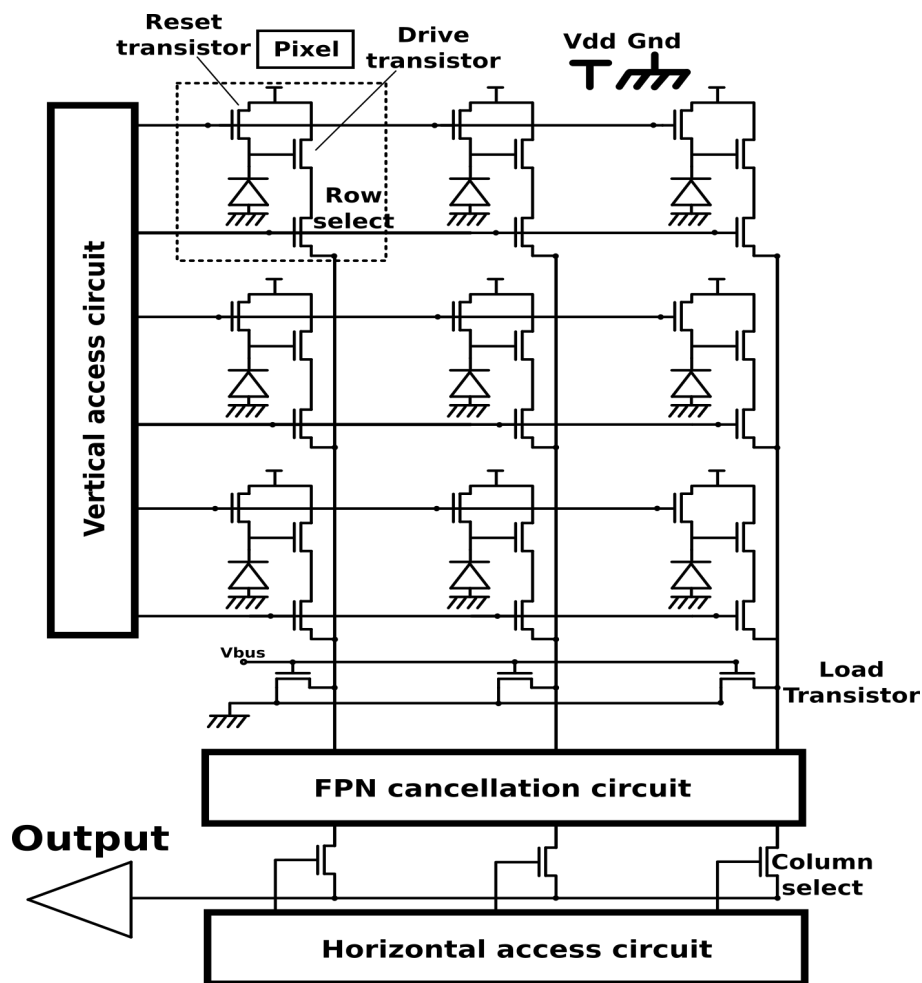 Reset
transistor
Pixel
Drive
transistor
Vdd Gnd
Row
select
Vertical access circuit
Vbus
Load
Transistor
FPN cancellation circuit
Output
Column
select
Horizontal access circuit